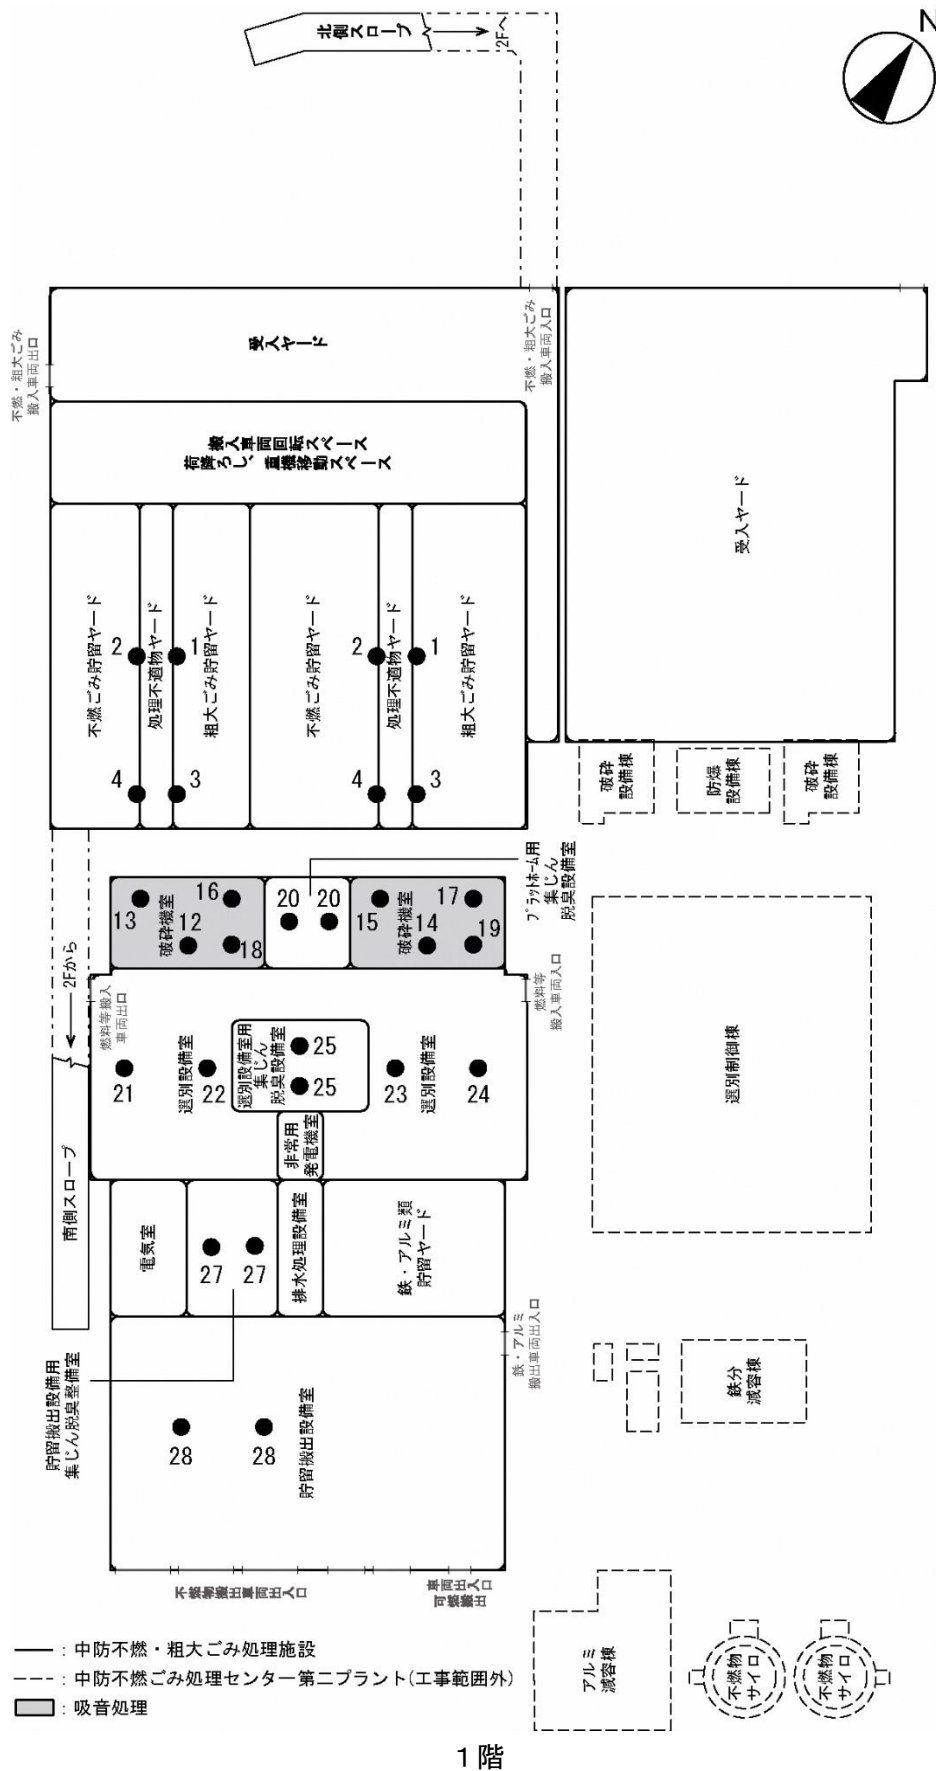 N
北側スロープ
2Fへ
不燃・粗大ごみ
搬入車両出口
受入ヤード
不燃・粗大ごみ
搬入車両入口
搬入車両回転スペース
荷降ろし、重機移動スペース
受入ヤード
不燃ごみ貯留ヤード
処理不適物ヤード
粗大ごみ貯留ヤード
不燃ごみ貯留ヤード
処理不適物ヤード
粗大ごみ貯留ヤード
2
1
2
1
4
3
4
3
破砕
設備棟
防爆
設備棟
破砕
設備棟
プラットホーム用
集じん
脱臭設備室
13
16
12
18
破砕機室
20
20
15
17
14
19
破砕機室
2Fから
燃料等搬入
車両出口
燃料等
搬入車両入口
21
選別設備室
22
選別設備室用
集じん
脱臭設備室
25
25
23
選別設備室
24
選別制御棟
非常用
発電機室
南側スロープ
電気室
27
27
排水処理設備室
鉄・アルミ類
貯留ヤード
鉄・アルミ
搬出車両出入口
貯留搬出設備用
集じん脱臭整備室
28
28
貯留搬出設備室
鉄分
減容棟
不燃物搬出車両出入口
可燃搬出
車両出入口
アルミ
減容棟
不燃物
サイロ
不燃物
サイロ
：中防不燃・粗大ごみ処理施設
：中防不燃ごみ処理センター第二プラント(工事範囲外)
：吸音処理
1階